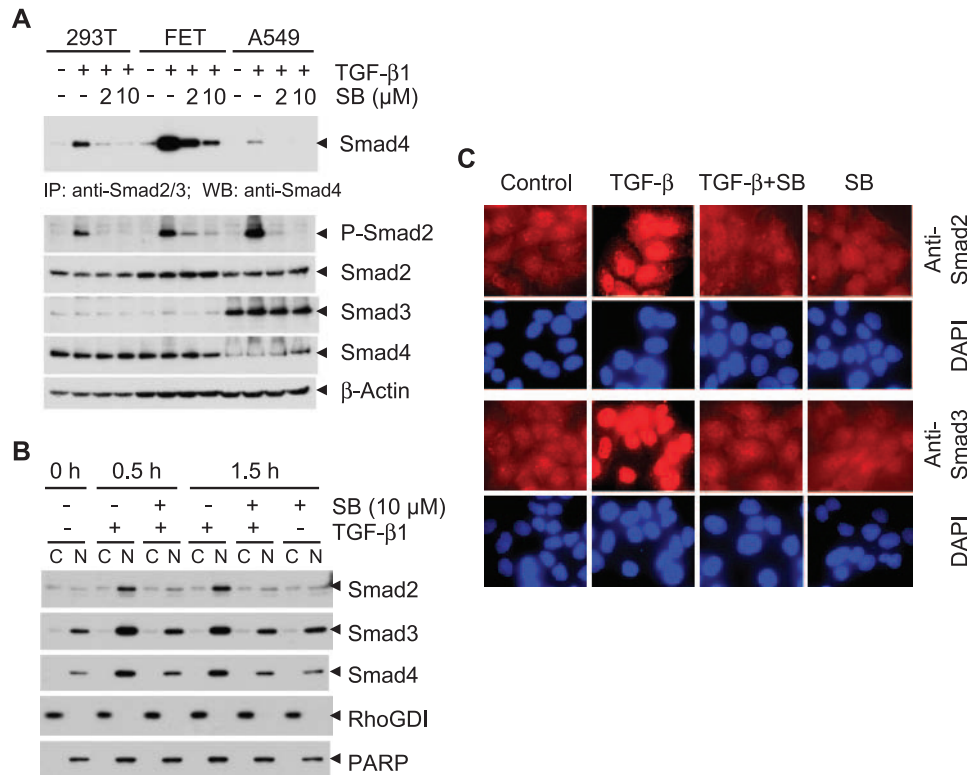 A
293T FET A549
- + + + - + + + - + + + TGF-β1
- - 2 10 - - 2 10 - - 2 10 SB (μM)
Smad4
IP: anti-Smad2/3; WB: anti-Smad4
P-Smad2
Smad2
Smad3
Smad4
β-Actin
B
0 h 0.5 h 1.5 h
- - + - + + SB (10 μM)
- + + + + - TGF-β1
C N C N C N C N C N C N
Smad2
Smad3
Smad4
RhoGDI
PARP
C
Control TGF-β TGF-β+SB SB
Anti-
Smad2
DAPI
Anti-
Smad3
DAPI